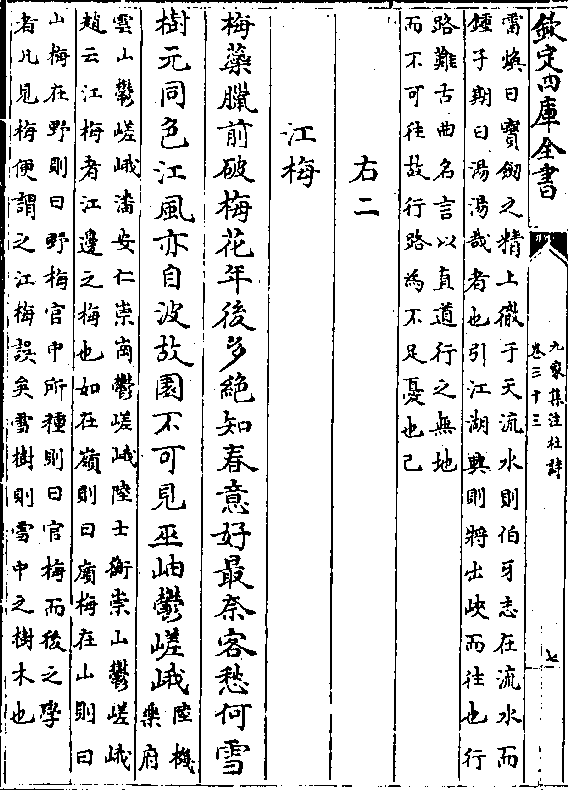 欽定四庫全書
九家集注杜詩
卷三十三
七
雷煥曰寶劒之精上徹于天流水則伯牙志在流水而
鍾子期曰湯湯哉者也引江湖興則將出峽而往也行
路難古曲名言以直道行之無地
而不可往故行路為不足憂也已
右二
江梅
梅蘂臘前破梅花年後多絶知春意好最奈客愁何雪
樹元同色江風亦自波故園不可見巫岫鬱嵯峨陸機
樂府
雲山鬱嵯峨潘安仁崇崗鬱嵯峨陸士衡崇山鬱嵯峨
趙云江梅者江邊之梅也如在嶺則曰廋梅在山則曰
山梅在野則曰野梅官中所種則曰官梅而後之學
者凡見梅便謂之江梅誤矣雪樹則雪中之樹木也